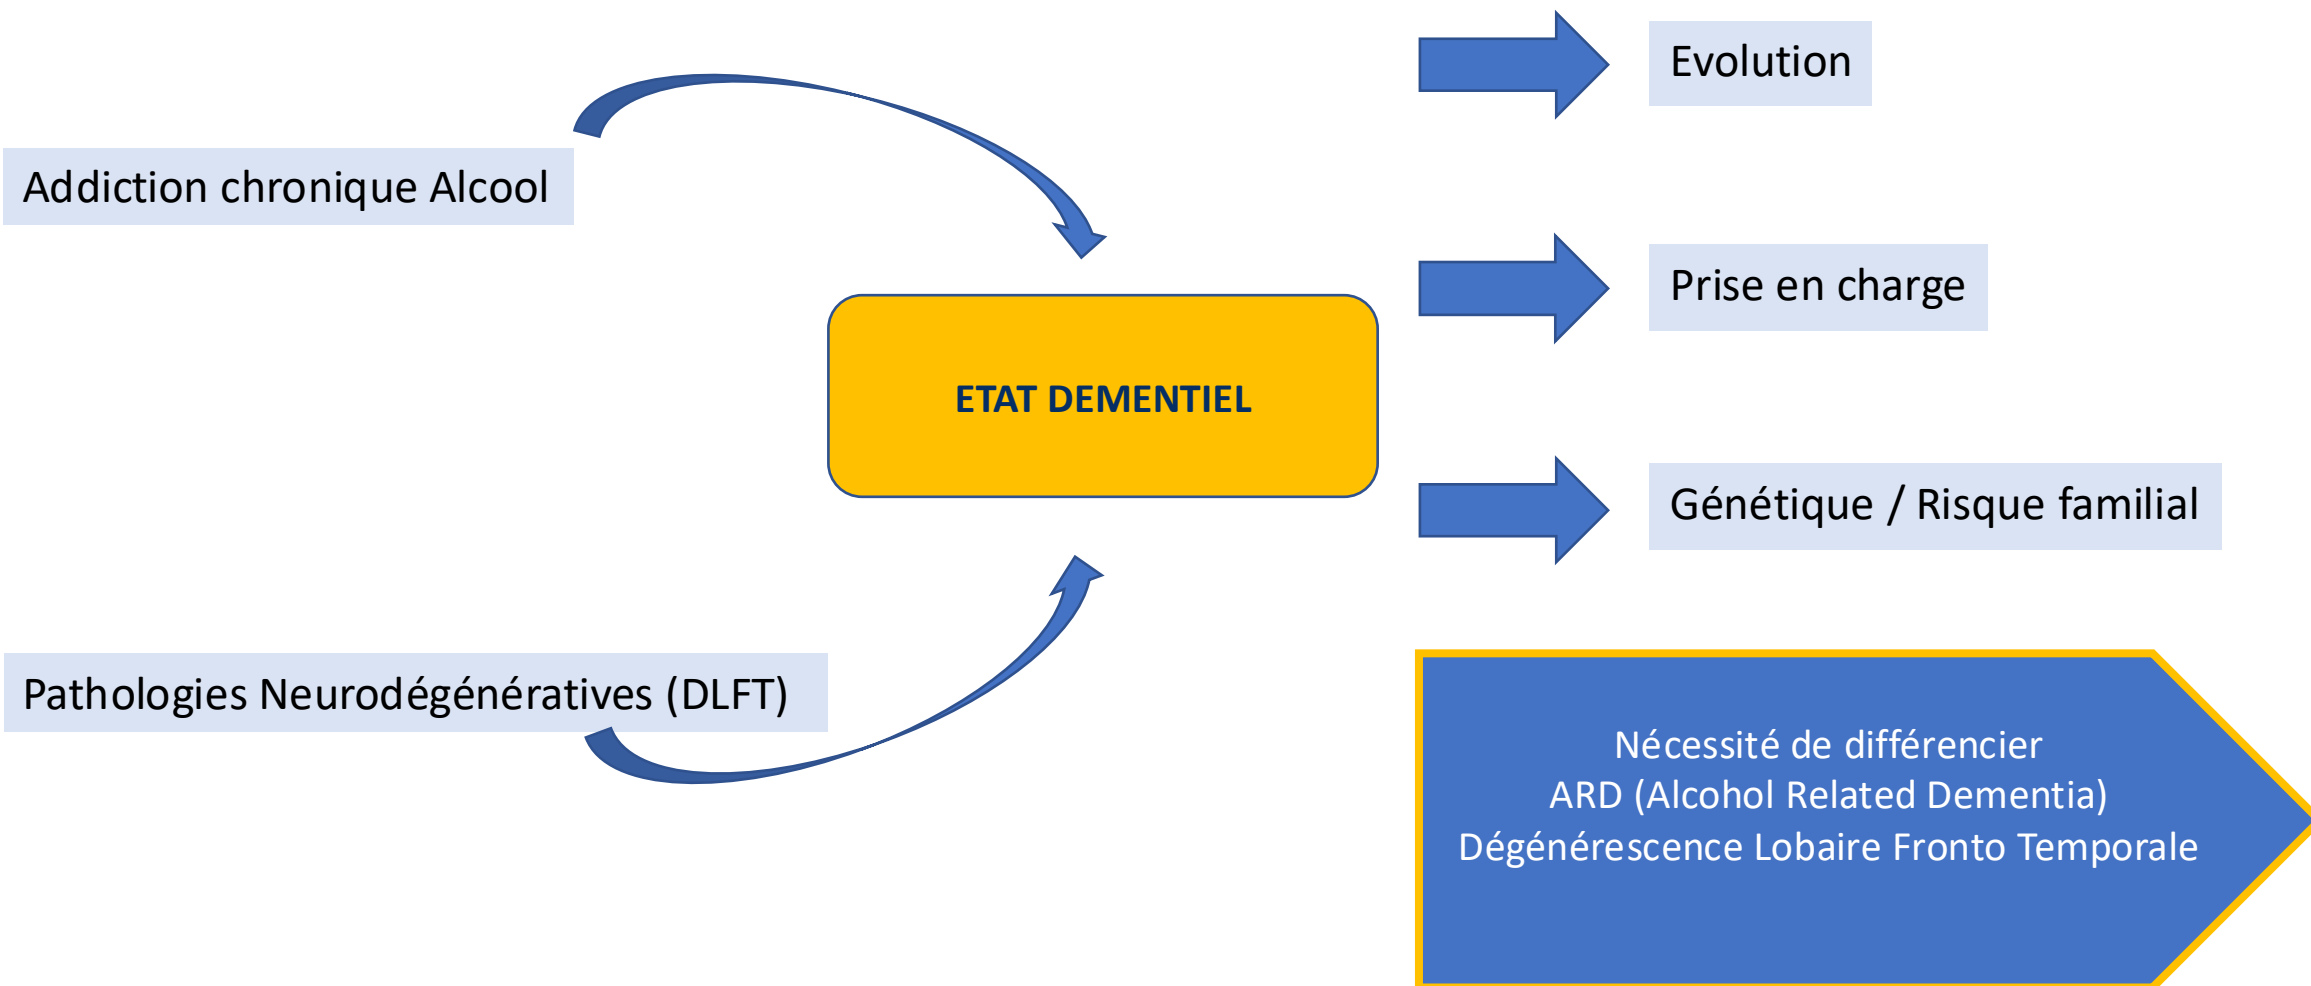 Addiction chronique Alcool
Pathologies Neurodégénératives (DLFT)
ETAT DEMENTIEL
Evolution
Prise en charge
Génétique / Risque familial
Nécessité de différencier
ARD (Alcohol Related Dementia)
Dégénérescence Lobaire Fronto Temporale